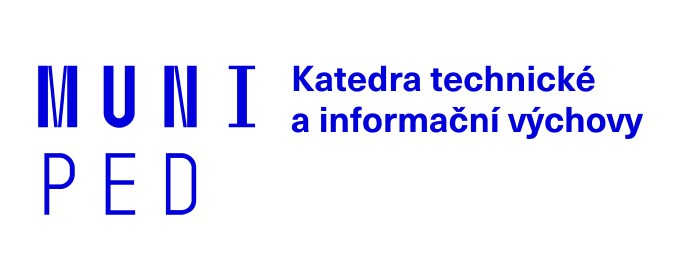 MUNI
PED
Katedra technické
a informační výchovy